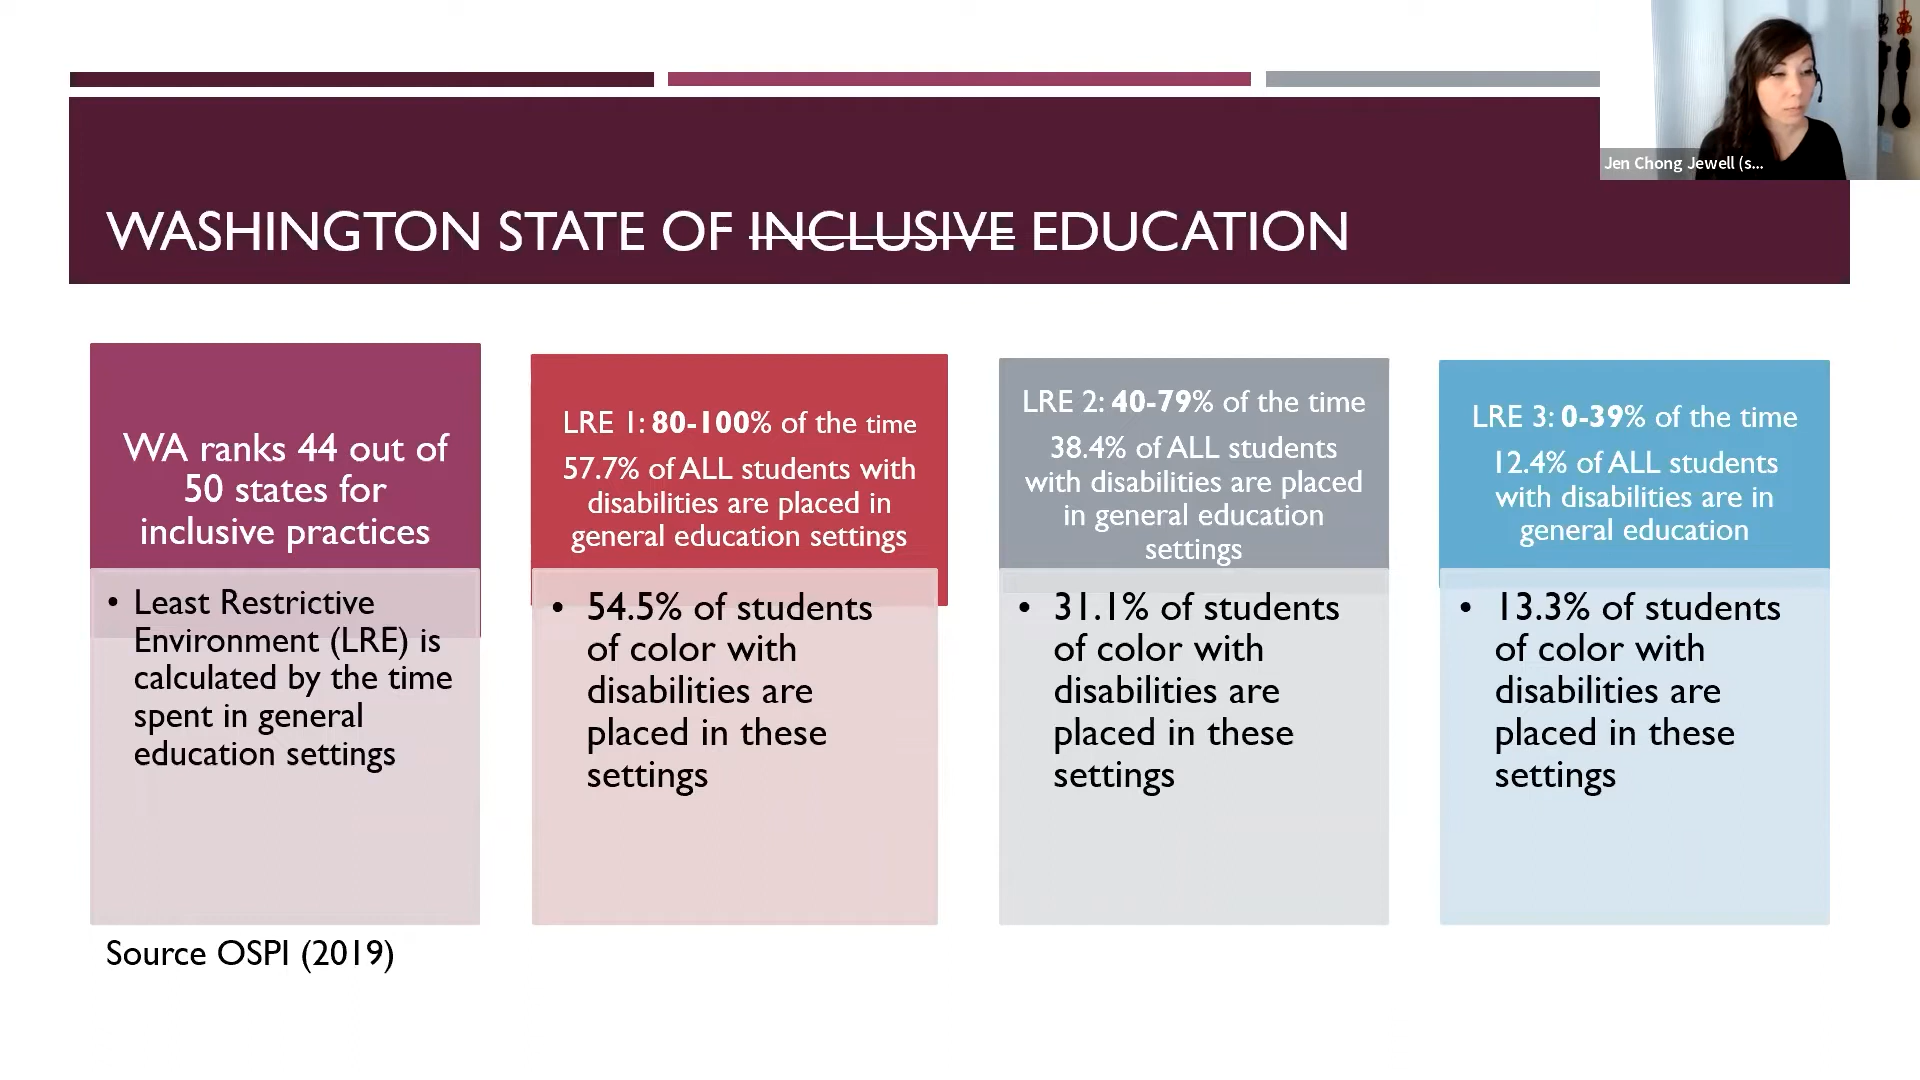 Jen Chong Jewell (s...
WASHINGTON STATE OF INCLUSIVE EDUCATION
WA ranks 44 out of
50 states for
inclusive practices
• Least Restrictive
Environment (LRE) is
calculated by the time
spent in general
education settings
LRE 1: 80-100% of the time
57.7% of ALL students with
disabilities are placed in
general education settings
• 54.5% of students
of color with
disabilities are
placed in these
settings
LRE 2: 40-79% of the time
38.4% of ALL students
with disabilities are placed
in general education
settings
• 31.1% of students
of color with
disabilities are
placed in these
settings
LRE 3: 0-39% of the time
12.4% of ALL students
with disabilities are in
general education
• 13.3% of students
of color with
disabilities are
placed in these
settings
Source OSPI (2019)